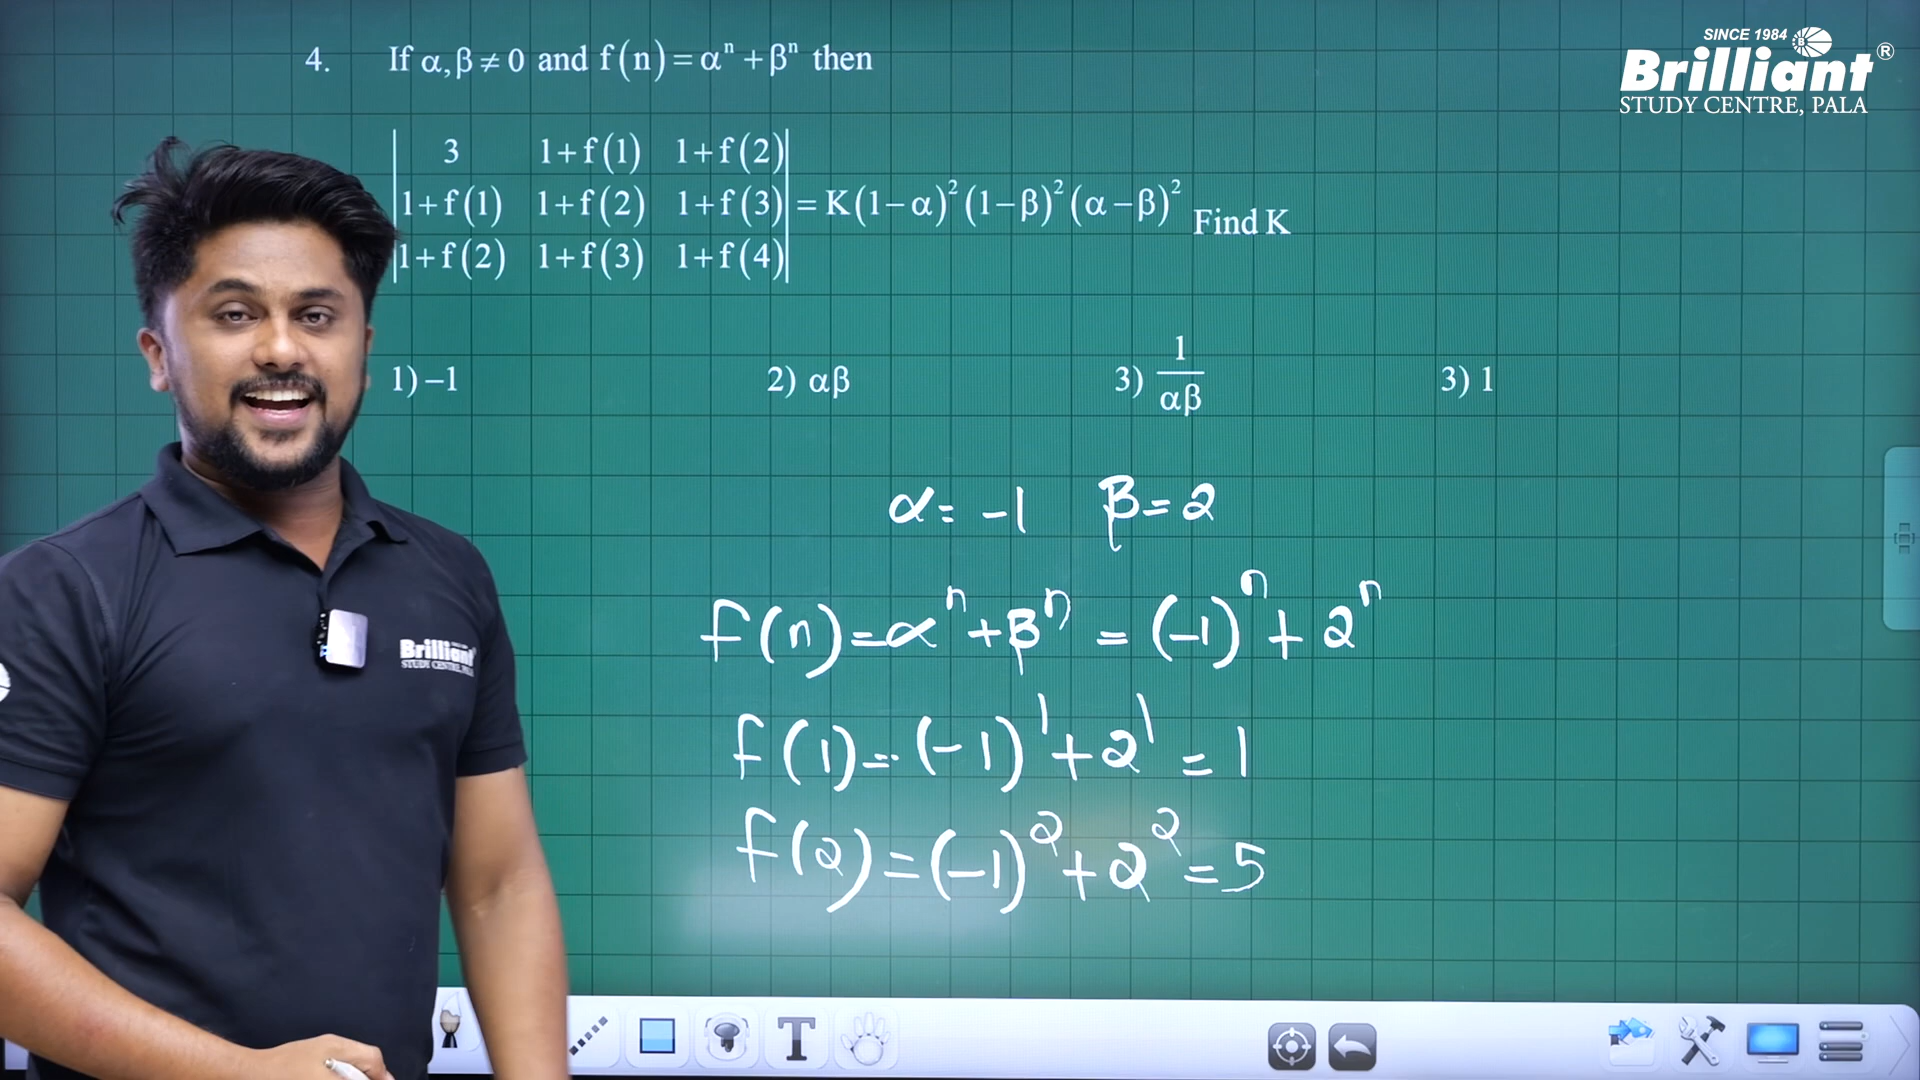 SINCE 1984
Brilliant®
STUDY CENTRE, PALA
4. If α,β ≠ 0 and f(n) = αⁿ + βⁿ then
| 3 1+f(1) 1+f(2) |
| 1+f(1) 1+f(2) 1+f(3) | = K(1−α)²(1−β)²(α−β)² Find K
| 1+f(2) 1+f(3) 1+f(4) |
1) −1 2) αβ 3) 1/αβ 3) 1
α = -1 β = 2
f(n) = αⁿ + βⁿ = (-1)ⁿ + 2ⁿ
f(1) = (-1)¹ + 2¹ = 1
f(2) = (-1)² + 2² = 5
Brilliant
STUDY CENTRE, PALA
T